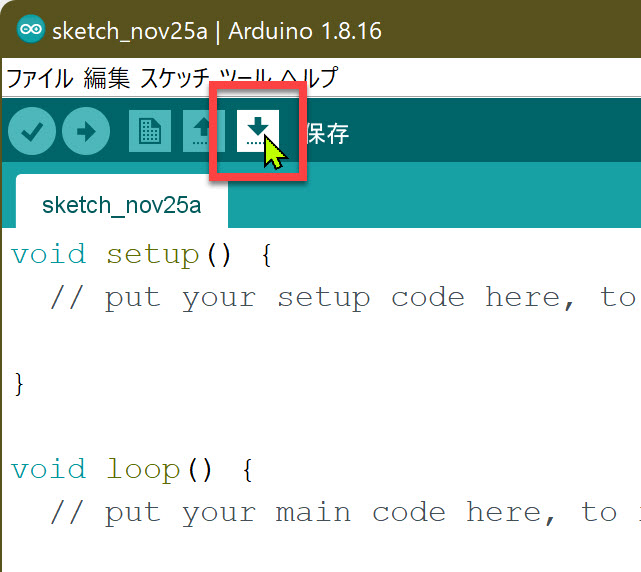 sketch_nov25a | Arduino 1.8.16
ファイル 編集 スケッチ ツール ヘルプ
保存
sketch_nov25a
void setup() {
// put your setup code here, to
}
void loop() {
// put your main code here, to